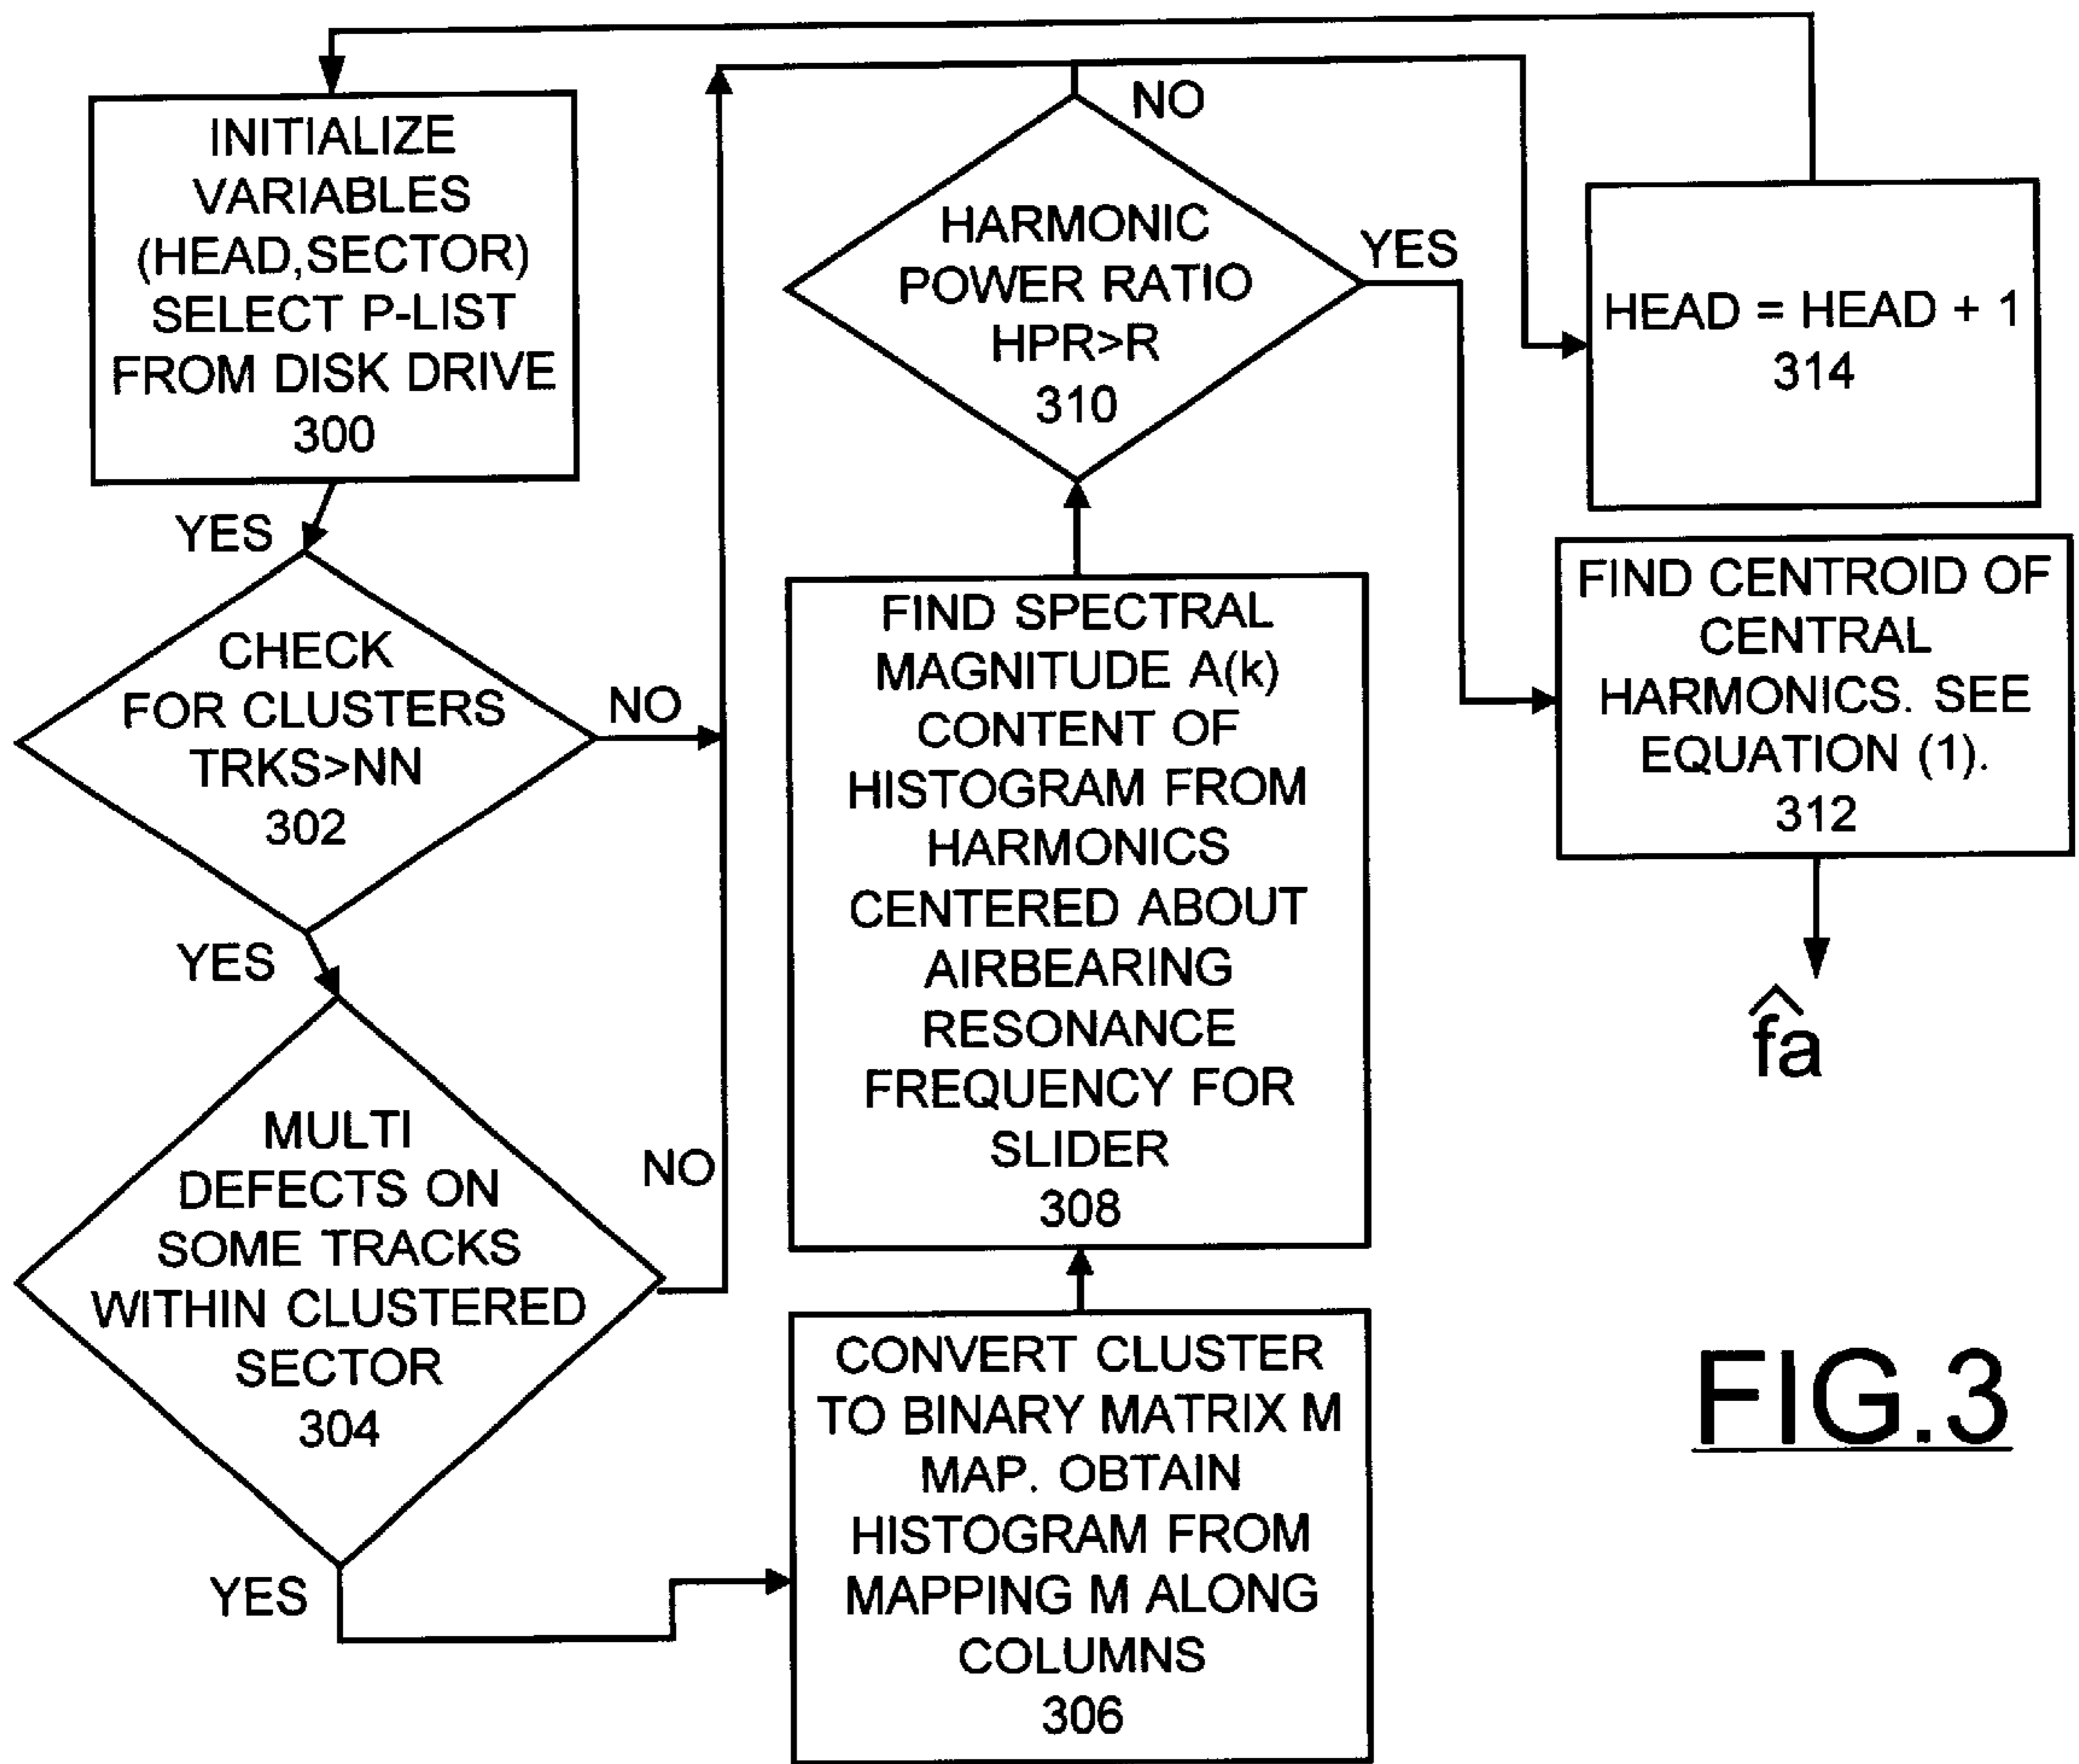 INITIALIZE
VARIABLES
(HEAD,SECTOR)
SELECT P-LIST
FROM DISK DRIVE
300
YES
CHECK
FOR CLUSTERS
TRKS>NN
302
NO
YES
MULTI
DEFECTS ON
SOME TRACKS
WITHIN CLUSTERED
SECTOR
304
NO
YES
CONVERT CLUSTER
TO BINARY MATRIX M
MAP. OBTAIN
HISTOGRAM FROM
MAPPING M ALONG
COLUMNS
306
FIND SPECTRAL
MAGNITUDE A(k)
CONTENT OF
HISTOGRAM FROM
HARMONICS
CENTERED ABOUT
AIRBEARING
RESONANCE
FREQUENCY FOR
SLIDER
308
HARMONIC
POWER RATIO
HPR>R
310
NO
YES
HEAD = HEAD + 1
314
FIND CENTROID OF
CENTRAL
HARMONICS. SEE
EQUATION (1).
312
f̂a
FIG.3